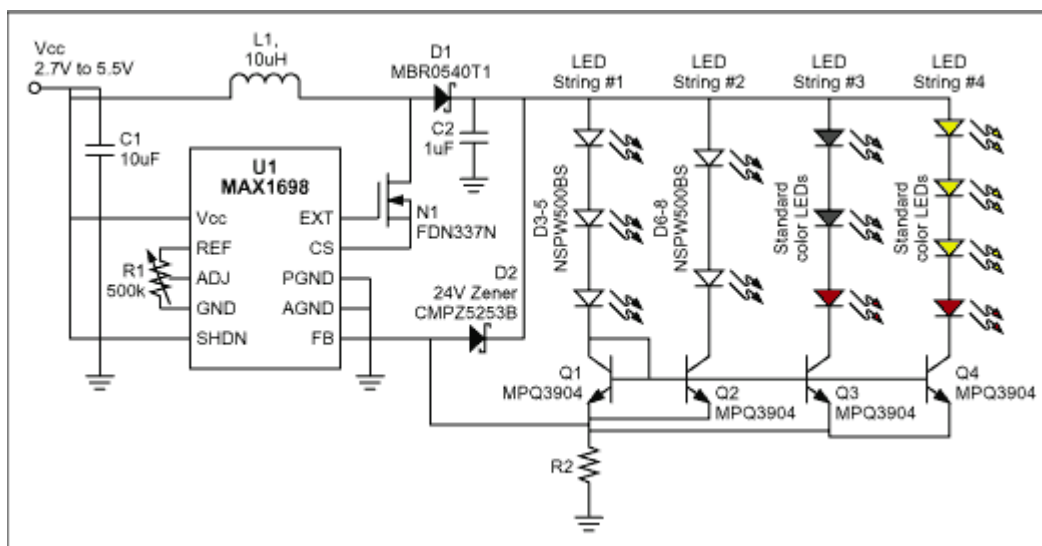 Vcc
2.7V to 5.5V
L1,
10uH
D1
MBR0540T1
LED
String #1
LED
String #2
LED
String #3
LED
String #4
C1
10uF
C2
1uF
U1
MAX1698
Vcc
EXT
REF
CS
ADJ
PGND
GND
AGND
SHDN
FB
R1
500k
N1
FDN337N
D2
24V Zener
CMPZ5253B
D3-5
NSPW500BS
D6-8
NSPW500BS
Standard
color LEDs
Standard
color LEDs
Q1
MPQ3904
Q2
MPQ3904
Q3
MPQ3904
Q4
MPQ3904
R2